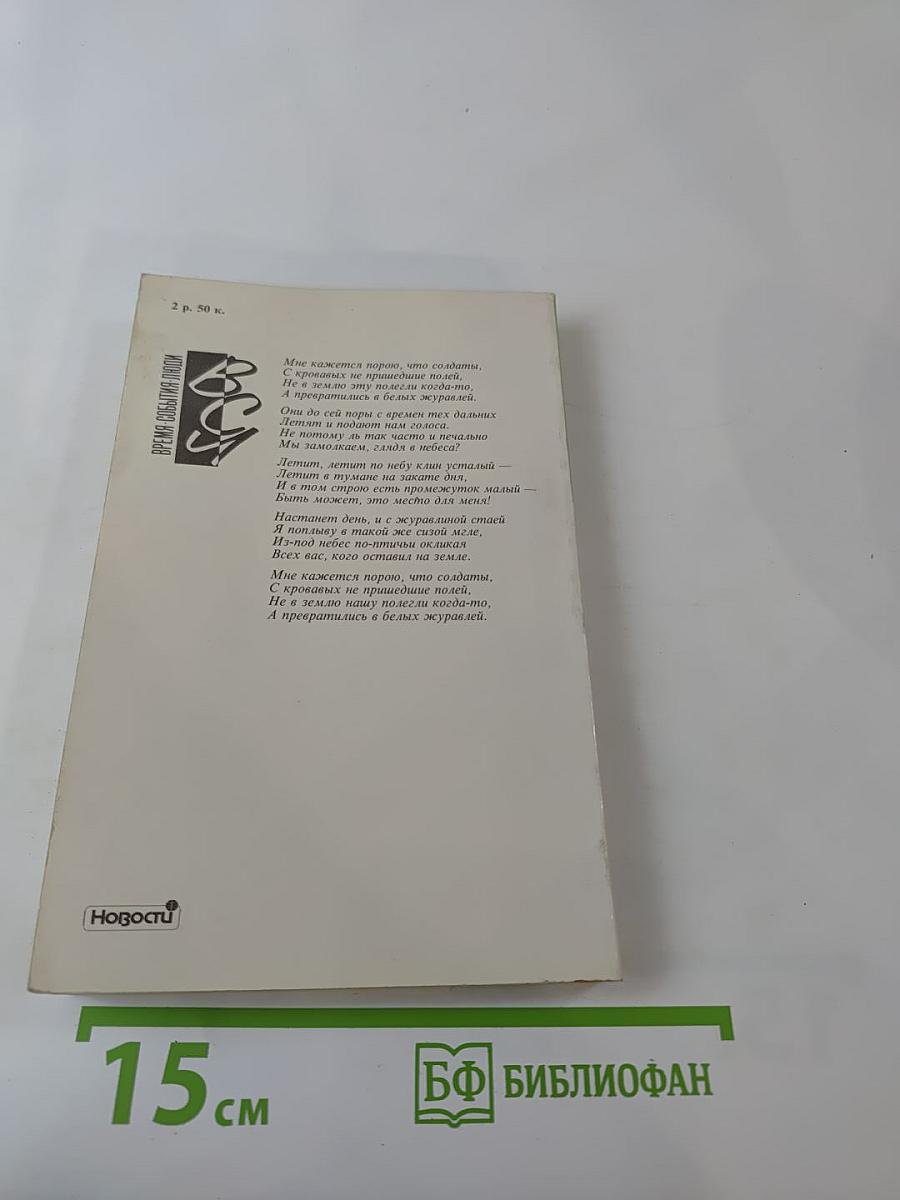 2 р. 50 к.
ВРЕМЯ·СОБЫТИЯ·ЛЮДИ
ВСЛ
Мне кажется порою, что солдаты,
С кровавых не пришедшие полей,
Не в землю эту полегли когда-то,
А превратились в белых журавлей.
Они до сей поры с времен тех дальних
Летят и подают нам голоса.
Не потому ль так часто и печально
Мы замолкаем, глядя в небеса?
Летит, летит по небу клин усталый —
Летит в тумане на закате дня,
И в том строю есть промежуток малый —
Быть может, это место для меня!
Настанет день, и с журавлиной стаей
Я поплыву в такой же сизой мгле,
Из-под небес по-птичьи окликая
Всех вас, кого оставил на земле.
Мне кажется порою, что солдаты,
С кровавых не пришедшие полей,
Не в землю нашу полегли когда-то,
А превратились в белых журавлей.
Новости
15 см
БФ БИБЛИОФАН